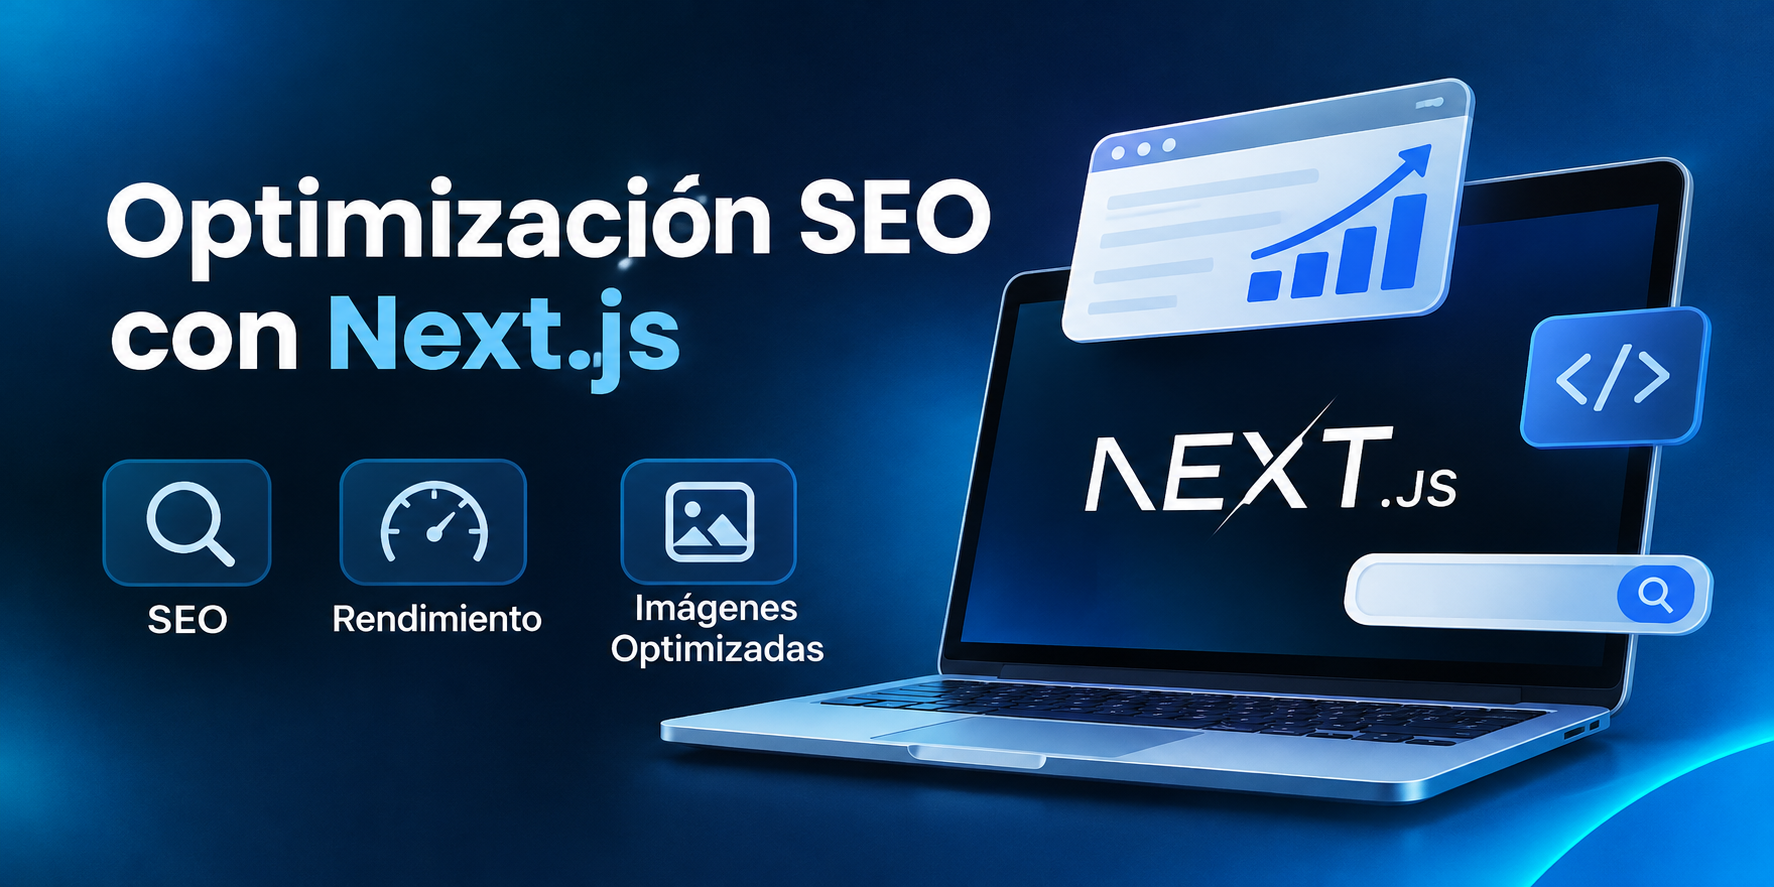 Optimización SEO
con Next.js
SEO
Rendimiento
Imágenes
Optimizadas
NEXT.JS
</>